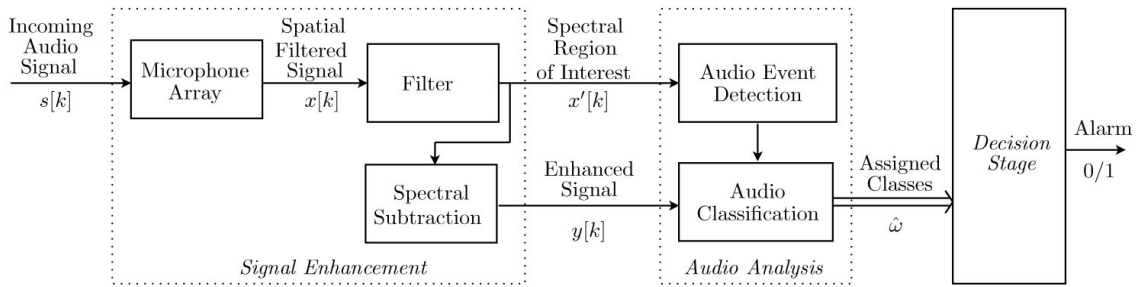 Incoming
Audio
Signal
s[k]
Microphone
Array
Spatial
Filtered
Signal
x[k]
Filter
Spectral
Region
of Interest
x′[k]
Audio Event
Detection
Spectral
Subtraction
Enhanced
Signal
y[k]
Audio
Classification
Assigned
Classes
ω̂
Decision
Stage
Alarm
0/1
Signal Enhancement
Audio Analysis